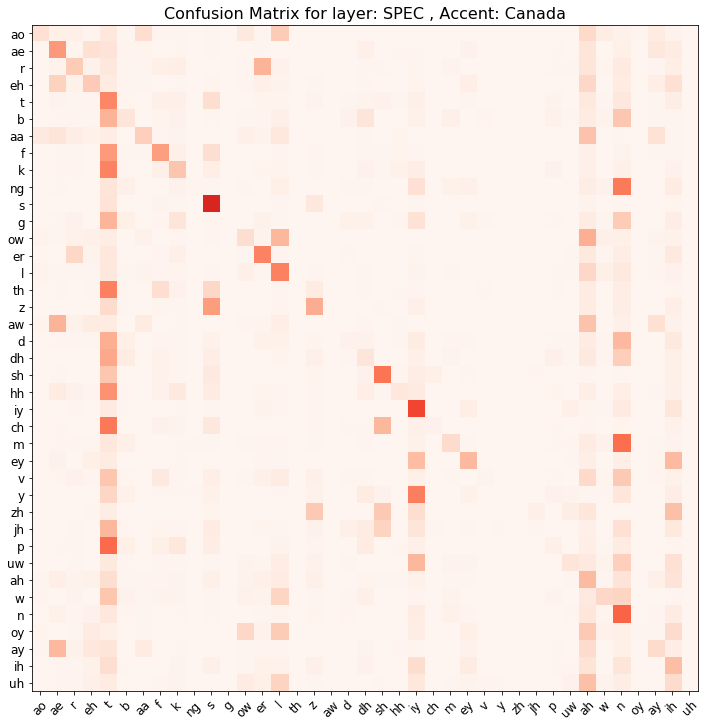 Confusion Matrix for layer: SPEC , Accent: Canada
ao
ae
r
eh
t
b
aa
f
k
ng
s
g
ow
er
l
th
z
aw
d
dh
sh
hh
iy
ch
m
ey
v
y
zh
jh
p
uw
ah
w
n
oy
ay
ih
uh
ao ae r eh t b aa f k ng s g ow er l th z aw d dh sh hh iy ch m ey v y zh jh p uw ah w n oy ay ih uh